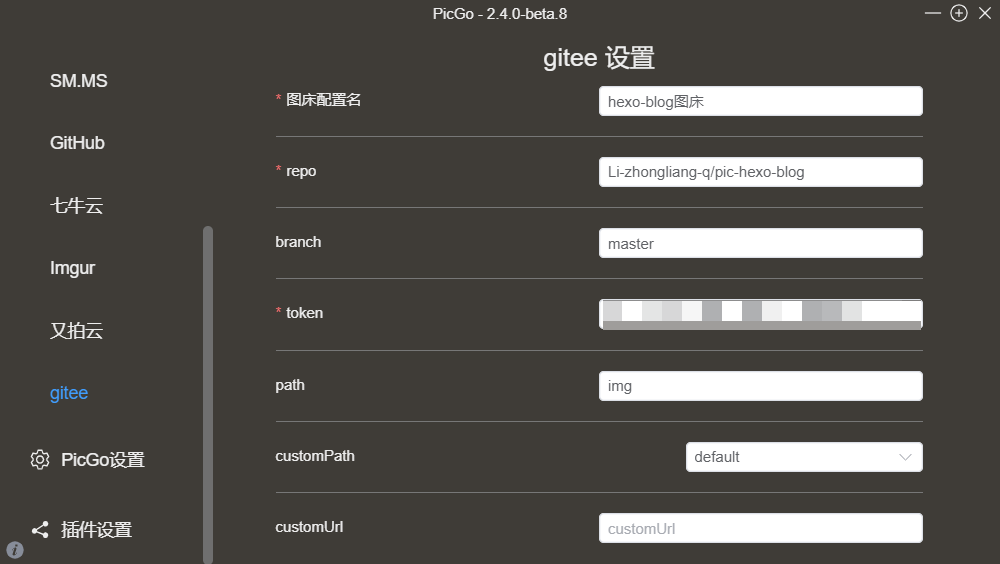 PicGo - 2.4.0-beta.8
SM.MS
GitHub
七牛云
Imgur
又拍云
gitee
PicGo设置
插件设置
gitee 设置
* 图床配置名
hexo-blog图床
* repo
Li-zhongliang-q/pic-hexo-blog
branch
master
* token
path
img
customPath
default
customUrl
customUrl